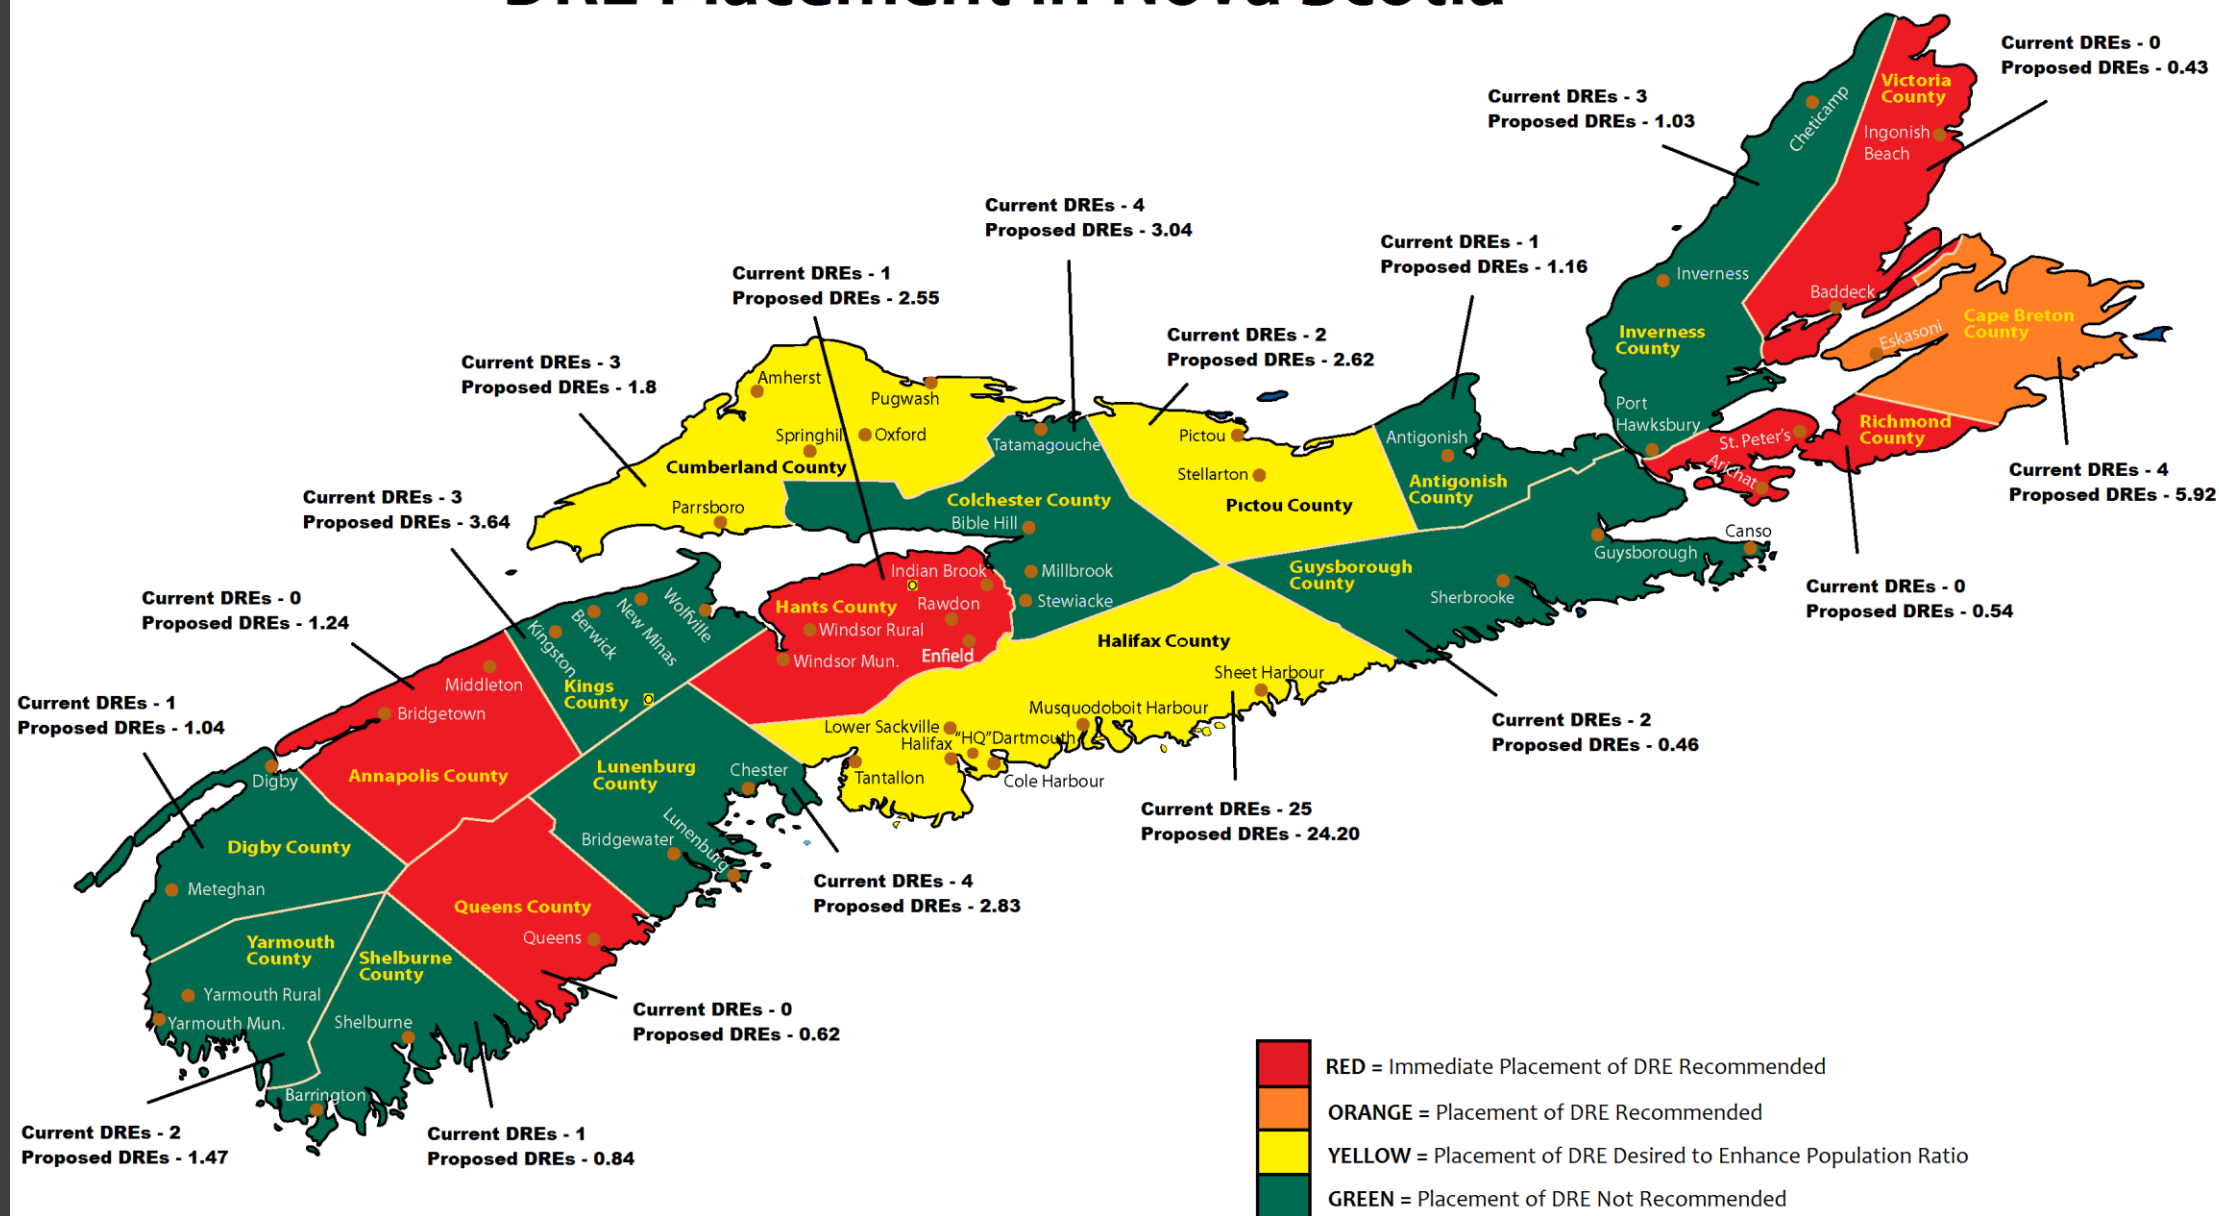 DRE Placement in Nova Scotia
Current DREs - 0
Proposed DREs - 0.43
Victoria
County
Current DREs - 3
Proposed DREs - 1.03
Cheticamp
Ingonish
Beach
Current DREs - 4
Proposed DREs - 3.04
Current DREs - 1
Proposed DREs - 1.16
Current DREs - 1
Proposed DREs - 2.55
Inverness
Baddeck
Inverness
County
Cape Breton
County
Eskasoni
Current DREs - 2
Proposed DREs - 2.62
Current DREs - 3
Proposed DREs - 1.8
Amherst
Pugwash
Springhil
Oxford
Cumberland County
Parrsboro
Tatamagouche
Colchester County
Bible Hill
Millbrook
Stewiacke
Pictou
Stellarton
Pictou County
Antigonish
Antigonish
County
Port
Hawksbury
St. Peter's
Arichat
Richmond
County
Current DREs - 4
Proposed DREs - 5.92
Current DREs - 3
Proposed DREs - 3.64
Canso
Guysborough
Guysborough
County
Sherbrooke
Current DREs - 0
Proposed DREs - 0.54
Indian Brook
Hants County
Rawdon
Windsor Rural
Windsor Mun.
Enfield
Halifax County
Sheet Harbour
Musquodoboit Harbour
Lower Sackville
Halifax "HQ" Dartmouth
Tantallon
Cole Harbour
Current DREs - 2
Proposed DREs - 0.46
Current DREs - 25
Proposed DREs - 24.20
Current DREs - 0
Proposed DREs - 1.24
Wolfville
New Minas
Berwick
Kingston
Kings
County
Middleton
Bridgetown
Annapolis County
Current DREs - 1
Proposed DREs - 1.04
Digby
Digby County
Meteghan
Lunenburg
County
Chester
Bridgewater
Lunenburg
Current DREs - 4
Proposed DREs - 2.83
Queens County
Queens
Yarmouth
County
Shelburne
County
Yarmouth Rural
Yarmouth Mun.
Shelburne
Barrington
Current DREs - 0
Proposed DREs - 0.62
Current DREs - 2
Proposed DREs - 1.47
Current DREs - 1
Proposed DREs - 0.84
RED = Immediate Placement of DRE Recommended
ORANGE = Placement of DRE Recommended
YELLOW = Placement of DRE Desired to Enhance Population Ratio
GREEN = Placement of DRE Not Recommended